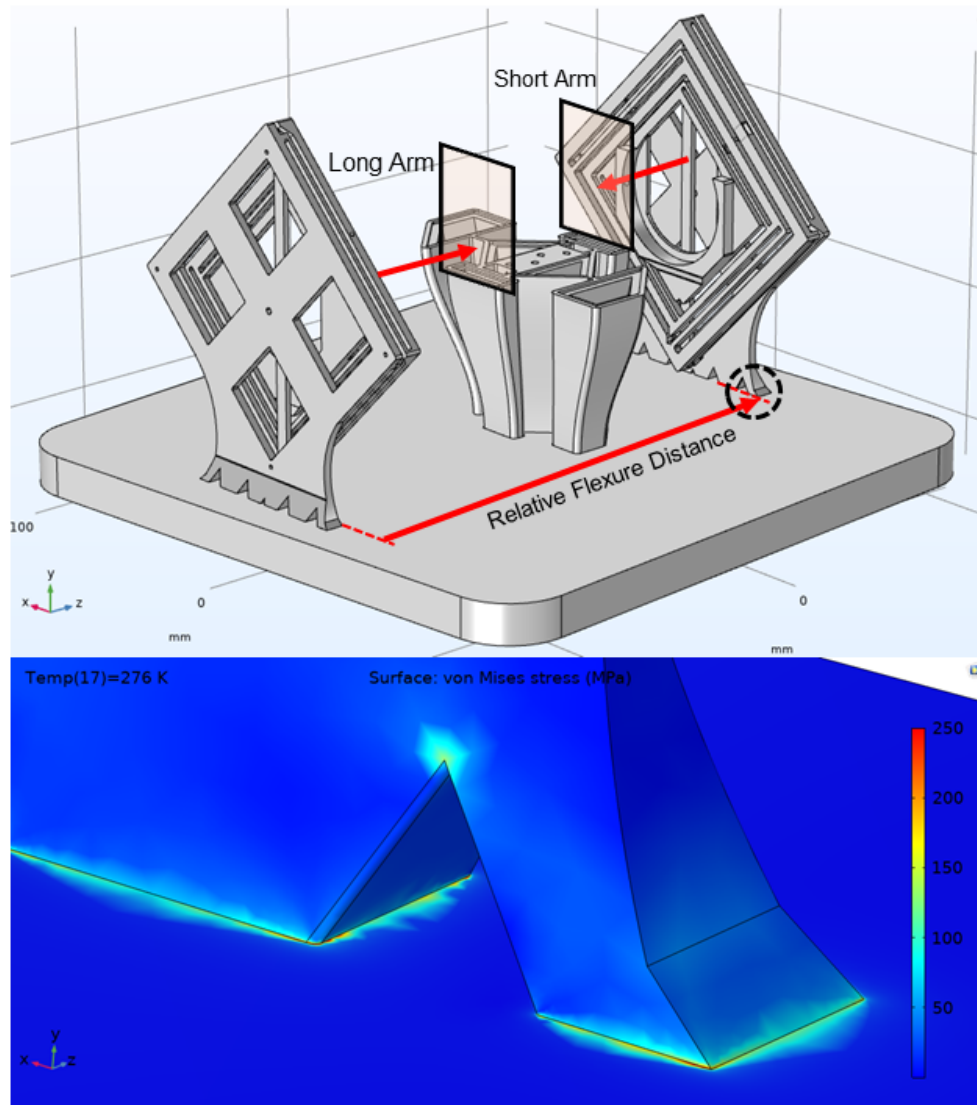 Short Arm
Long Arm
Relative Flexure Distance
100
y
x
z
0
0
mm
mm
Temp(17)=276 K
Surface: von Mises stress (MPa)
250
200
150
100
50
y
x
z